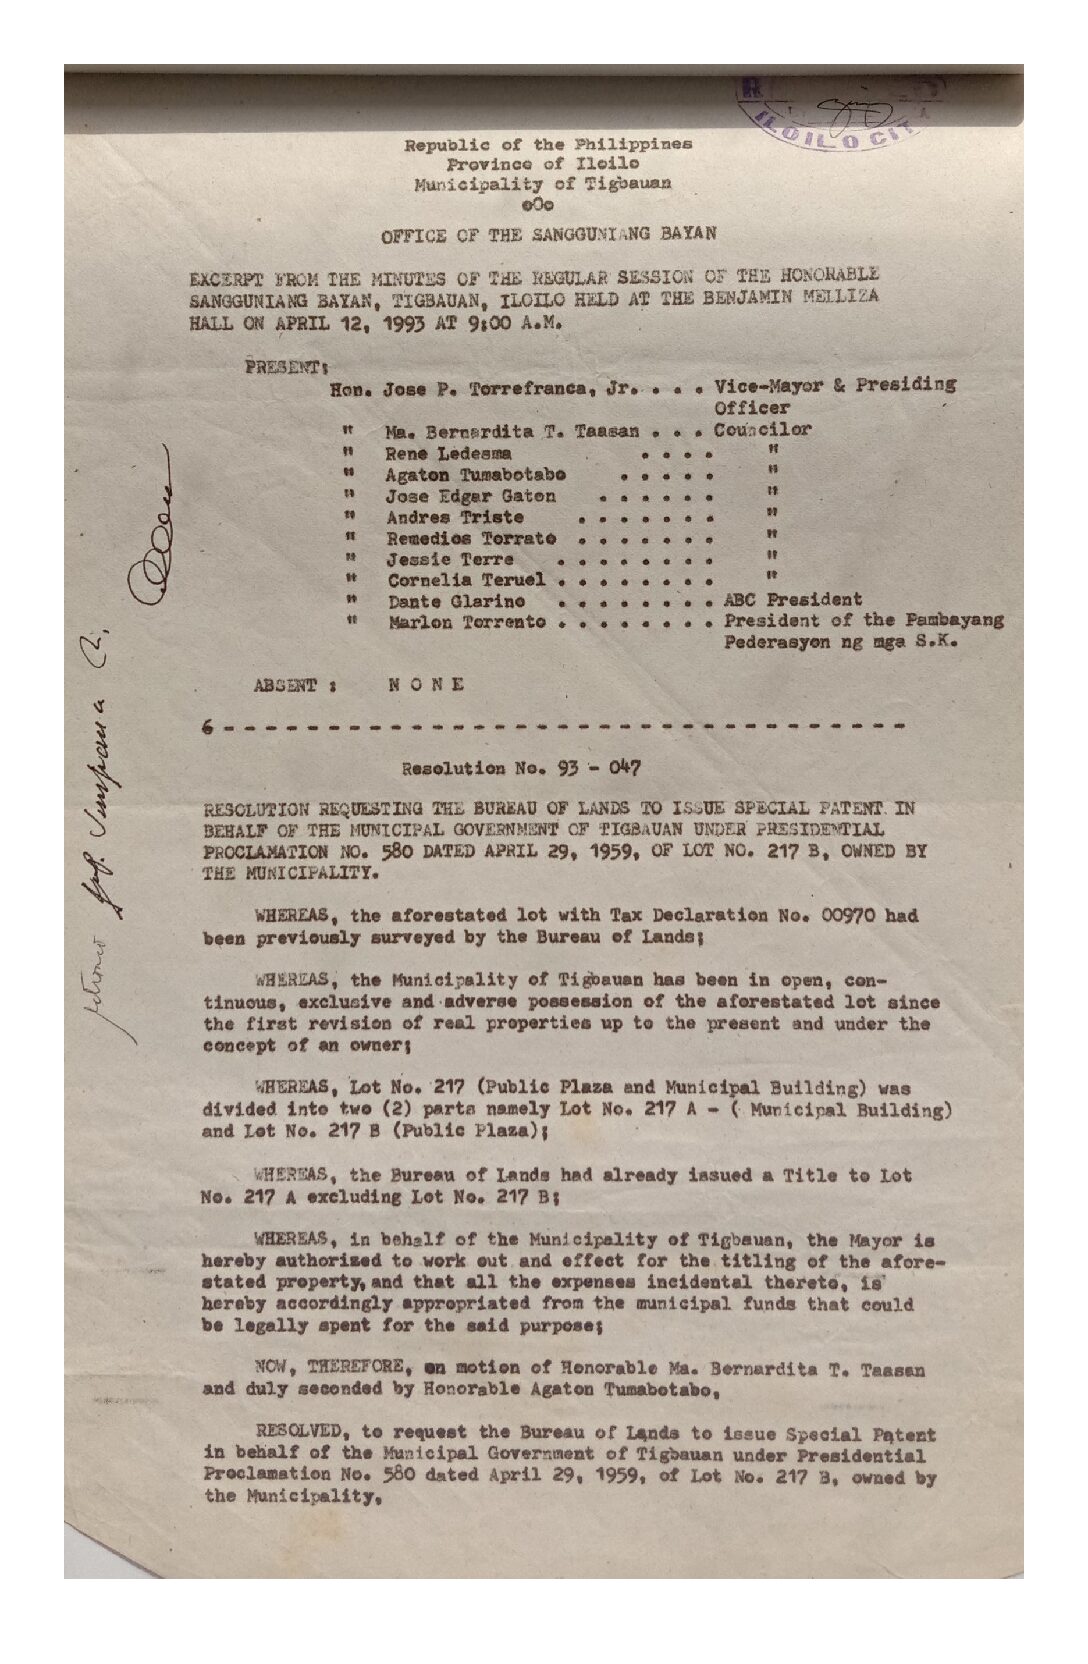 ILOILO CITY
Republic of the Philippines
Province of Iloilo
Municipality of Tigbauan
oOo
OFFICE OF THE SANGGUNIANG BAYAN
EXCERPT FROM THE MINUTES OF THE REGULAR SESSION OF THE HONORABLE
SANGGUNIANG BAYAN, TIGBAUAN, ILOILO HELD AT THE BENJAMIN MELLIZA
HALL ON APRIL 12, 1993 AT 9:00 A.M.
PRESENT:
Hon. Jose P. Torrefranca, Jr. . . . Vice-Mayor & Presiding
Officer
" Ma. Bernardita T. Taasan . . . Councilor
" Rene Ledesma . . . . "
" Agaton Tumabotabo . . . . . "
" Jose Edgar Gaton . . . . . . "
" Andres Triste . . . . . . . "
" Remedios Torrato . . . . . . . "
" Jessie Terre . . . . . . . . "
" Cornelia Teruel . . . . . . . . "
" Dante Glarino . . . . . . . . ABC President
" Marlon Torrento . . . . . . . . President of the Pambayang
Pederasyon ng mga S.K.
ABSENT : N O N E
6 - - - - - - - - - - - - - - - - - - - - - - - - - - - - - - - - -
Resolution No. 93 - 047
RESOLUTION REQUESTING THE BUREAU OF LANDS TO ISSUE SPECIAL PATENT IN
BEHALF OF THE MUNICIPAL GOVERNMENT OF TIGBAUAN UNDER PRESIDENTIAL
PROCLAMATION NO. 580 DATED APRIL 29, 1959, OF LOT NO. 217 B, OWNED BY
THE MUNICIPALITY.
WHEREAS, the aforestated lot with Tax Declaration No. 00970 had
been previously surveyed by the Bureau of Lands;
WHEREAS, the Municipality of Tigbauan has been in open, con-
tinuous, exclusive and adverse possession of the aforestated lot since
the first revision of real properties up to the present and under the
concept of an owner;
WHEREAS, Lot No. 217 (Public Plaza and Municipal Building) was
divided into two (2) parts namely Lot No. 217 A - ( Municipal Building)
and Lot No. 217 B (Public Plaza);
WHEREAS, the Bureau of Lands had already issued a Title to Lot
No. 217 A excluding Lot No. 217 B;
WHEREAS, in behalf of the Municipality of Tigbauan, the Mayor is
hereby authorized to work out and effect for the titling of the afore-
stated property, and that all the expenses incidental thereto, is
hereby accordingly appropriated from the municipal funds that could
be legally spent for the said purpose;
NOW, THEREFORE, on motion of Honorable Ma. Bernardita T. Taasan
and duly seconded by Honorable Agaton Tumabotabo,
RESOLVED, to request the Bureau of Lands to issue Special Patent
in behalf of the Municipal Government of Tigbauan under Presidential
Proclamation No. 580 dated April 29, 1959, of Lot No. 217 B, owned by
the Municipality,